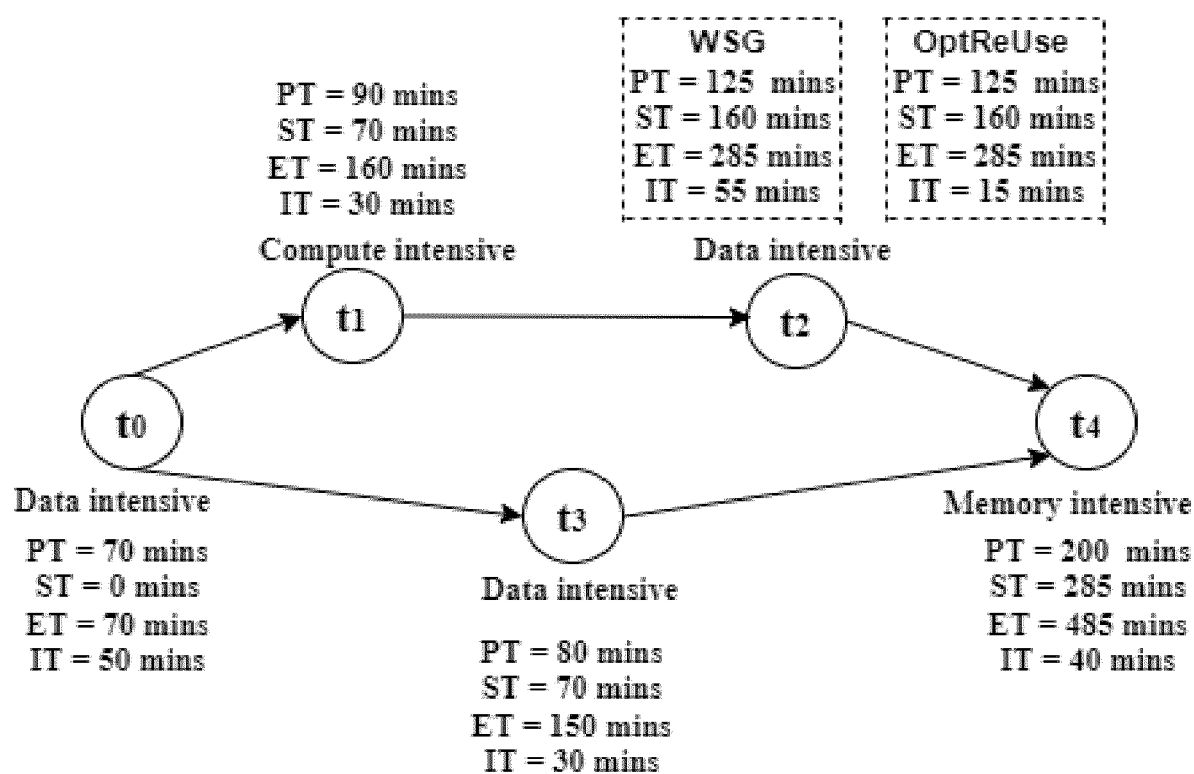 WSG
PT = 125 mins
ST = 160 mins
ET = 285 mins
IT = 55 mins
OptReUse
PT = 125 mins
ST = 160 mins
ET = 285 mins
IT = 15 mins
PT = 90 mins
ST = 70 mins
ET = 160 mins
IT = 30 mins
Compute intensive
Data intensive
t1
t2
t0
t4
Data intensive
PT = 70 mins
ST = 0 mins
ET = 70 mins
IT = 50 mins
t3
Data intensive
PT = 80 mins
ST = 70 mins
ET = 150 mins
IT = 30 mins
Memory intensive
PT = 200 mins
ST = 285 mins
ET = 485 mins
IT = 40 mins